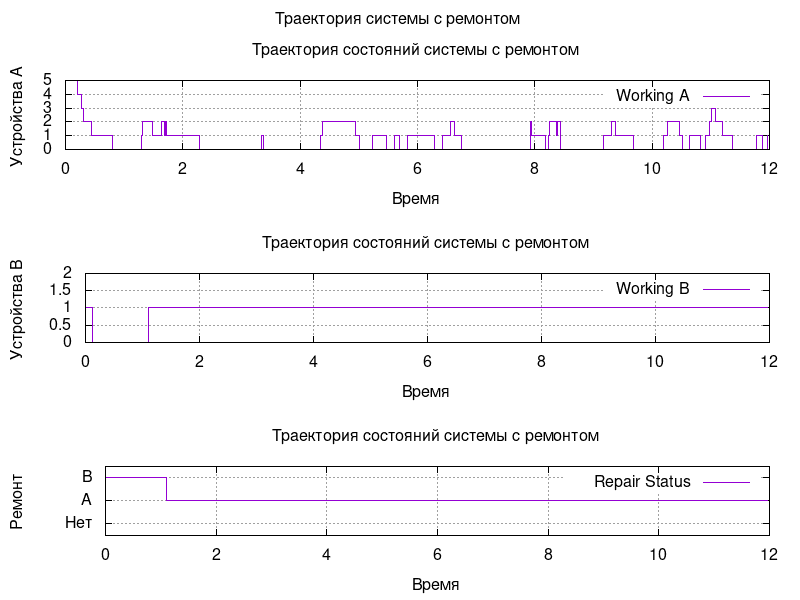 Траектория системы с ремонтом
Траектория состояний системы с ремонтом
Устройства A
5
4
3
2
1
0
Working A
0 2 4 6 8 10 12
Время
Траектория состояний системы с ремонтом
Устройства B
2
1.5
1
0.5
0
Working B
0 2 4 6 8 10 12
Время
Траектория состояний системы с ремонтом
Ремонт
B
A
Нет
Repair Status
0 2 4 6 8 10 12
Время